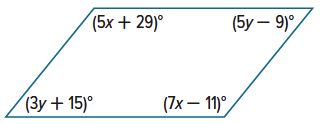 (5x + 29)° (5y – 9)°
(3y + 15)° (7x – 11)°